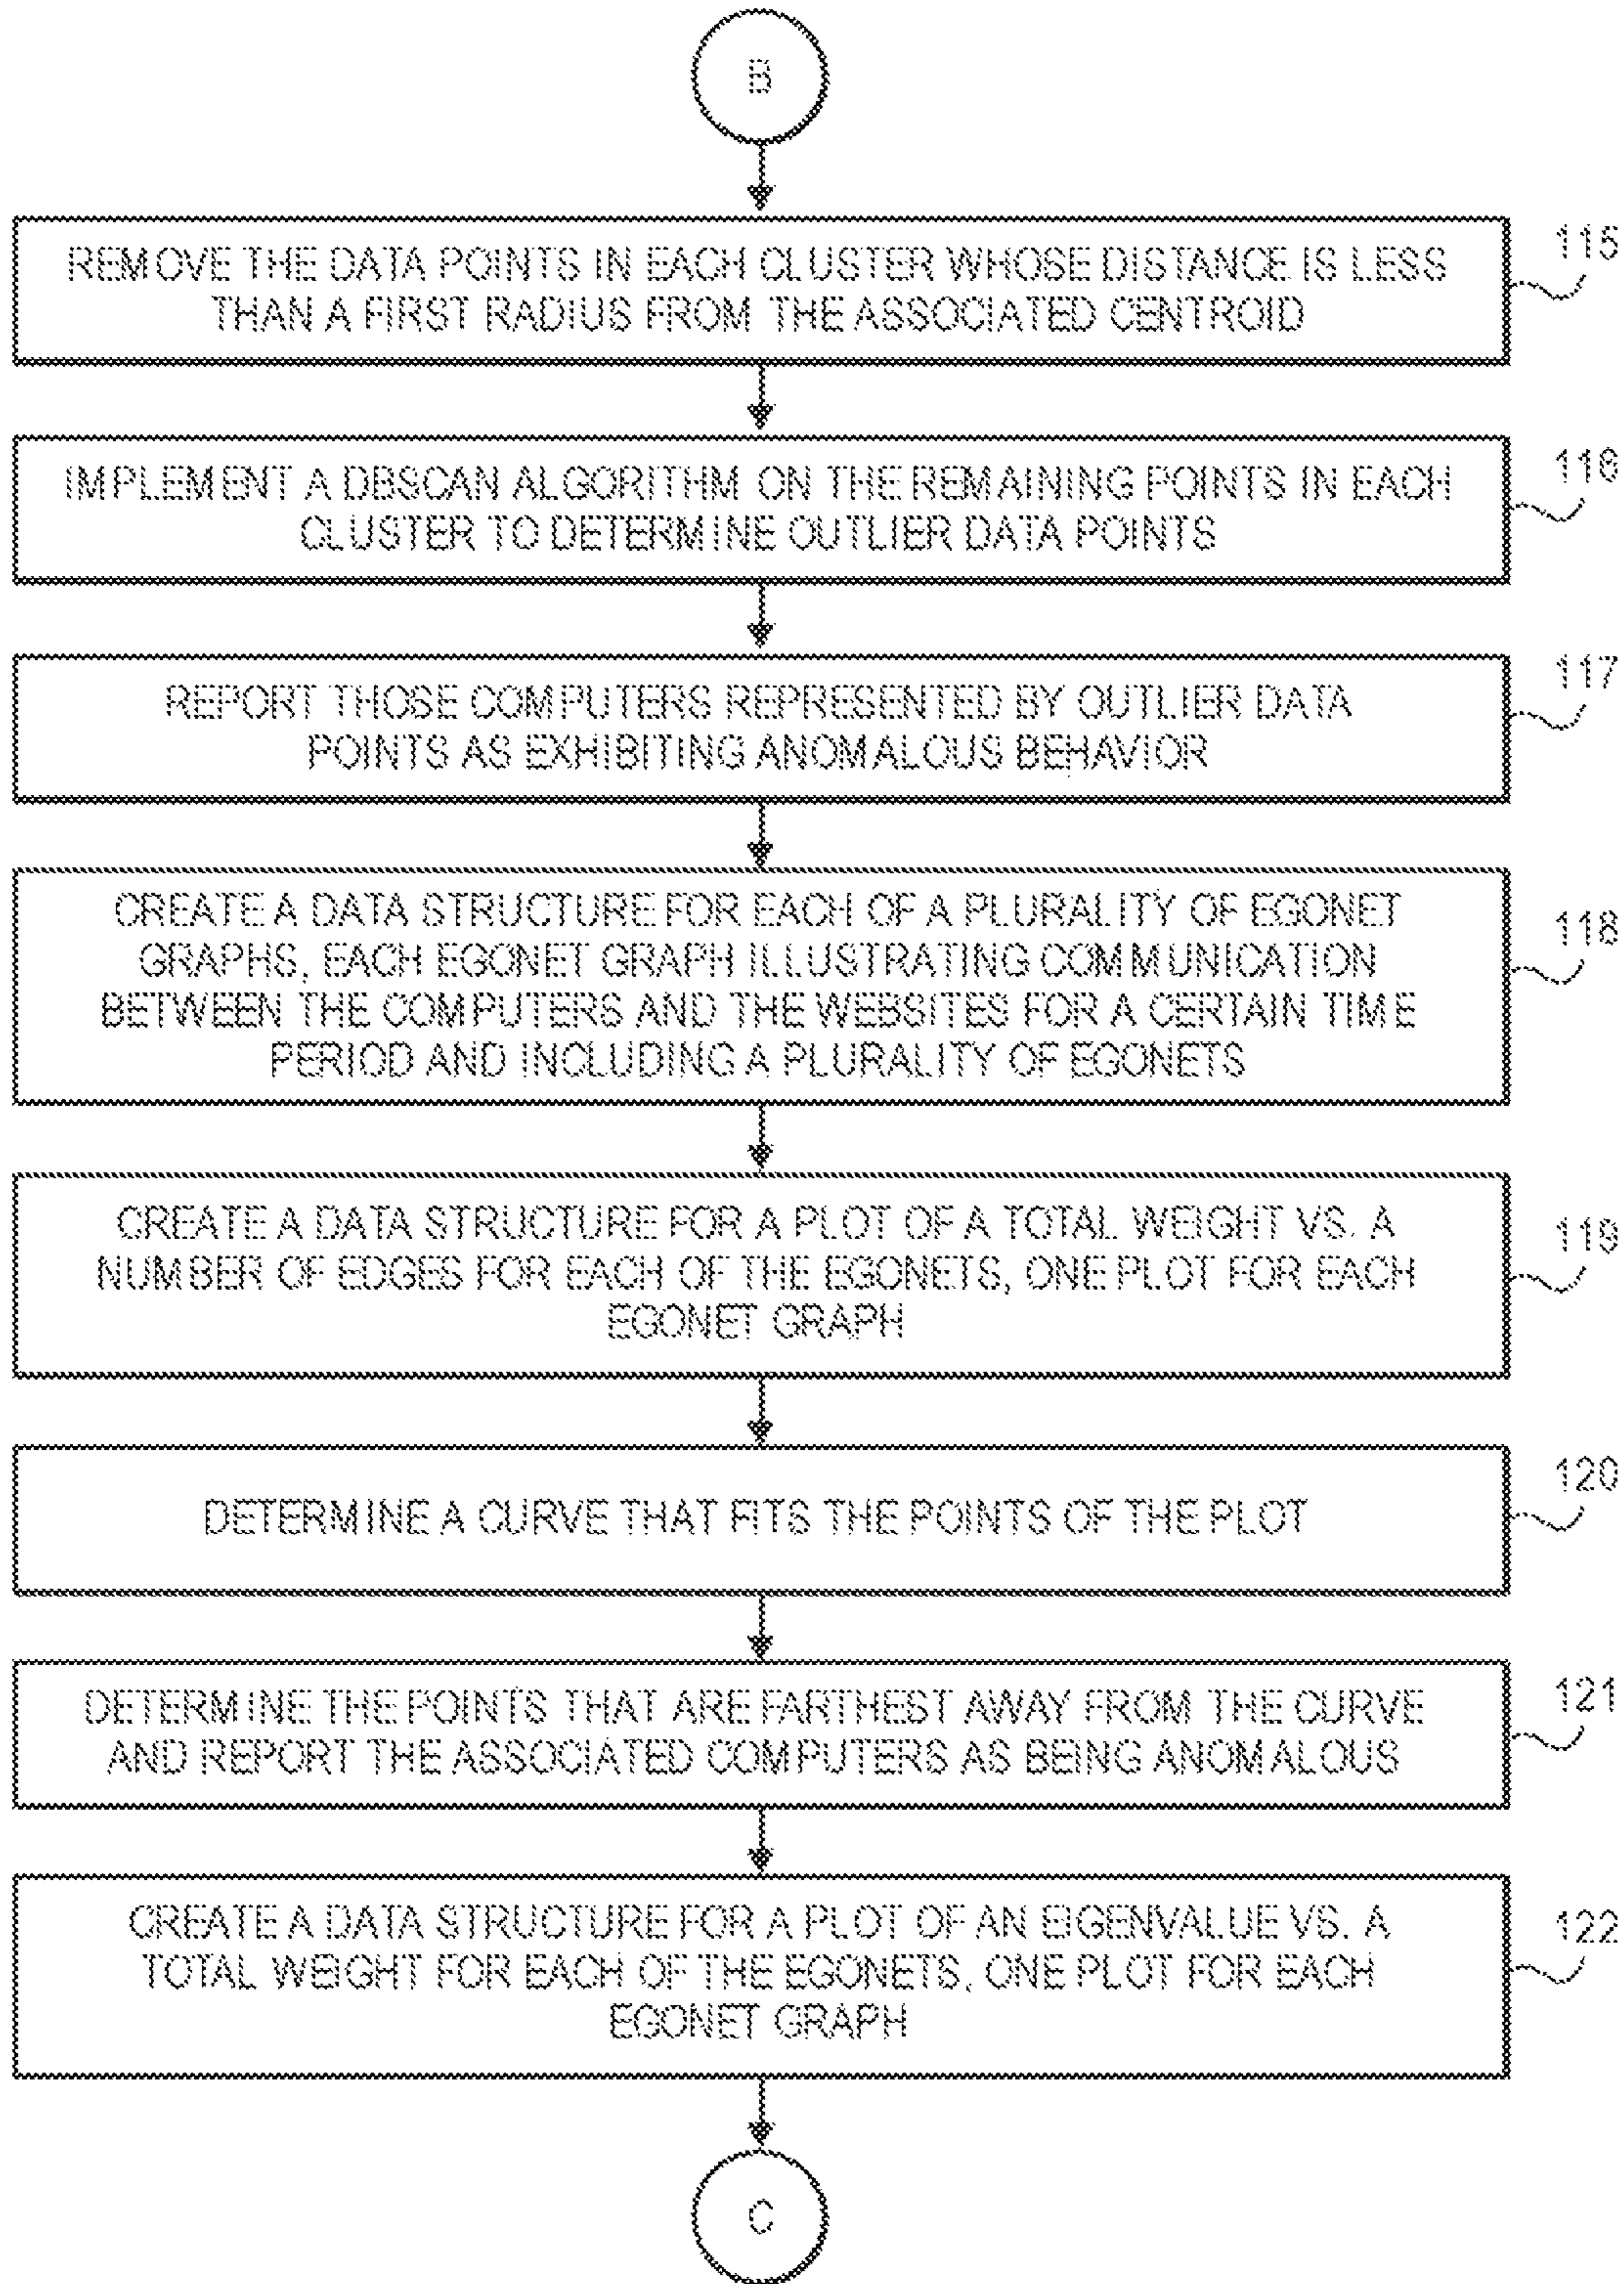 B
REMOVE THE DATA POINTS IN EACH CLUSTER WHOSE DISTANCE IS LESS
THAN A FIRST RADIUS FROM THE ASSOCIATED CENTROID
115
IMPLEMENT A DBSCAN ALGORITHM ON THE REMAINING POINTS IN EACH
CLUSTER TO DETERMINE OUTLIER DATA POINTS
116
REPORT THOSE COMPUTERS REPRESENTED BY OUTLIER DATA
POINTS AS EXHIBITING ANOMALOUS BEHAVIOR
117
CREATE A DATA STRUCTURE FOR EACH OF A PLURALITY OF EGONET
GRAPHS, EACH EGONET GRAPH ILLUSTRATING COMMUNICATION
BETWEEN THE COMPUTERS AND THE WEBSITES FOR A CERTAIN TIME
PERIOD AND INCLUDING A PLURALITY OF EGONETS
118
CREATE A DATA STRUCTURE FOR A PLOT OF A TOTAL WEIGHT VS. A
NUMBER OF EDGES FOR EACH OF THE EGONETS, ONE PLOT FOR EACH
EGONET GRAPH
119
DETERMINE A CURVE THAT FITS THE POINTS OF THE PLOT
120
DETERMINE THE POINTS THAT ARE FARTHEST AWAY FROM THE CURVE
AND REPORT THE ASSOCIATED COMPUTERS AS BEING ANOMALOUS
121
CREATE A DATA STRUCTURE FOR A PLOT OF AN EIGENVALUE VS. A
TOTAL WEIGHT FOR EACH OF THE EGONETS, ONE PLOT FOR EACH
EGONET GRAPH
122
C